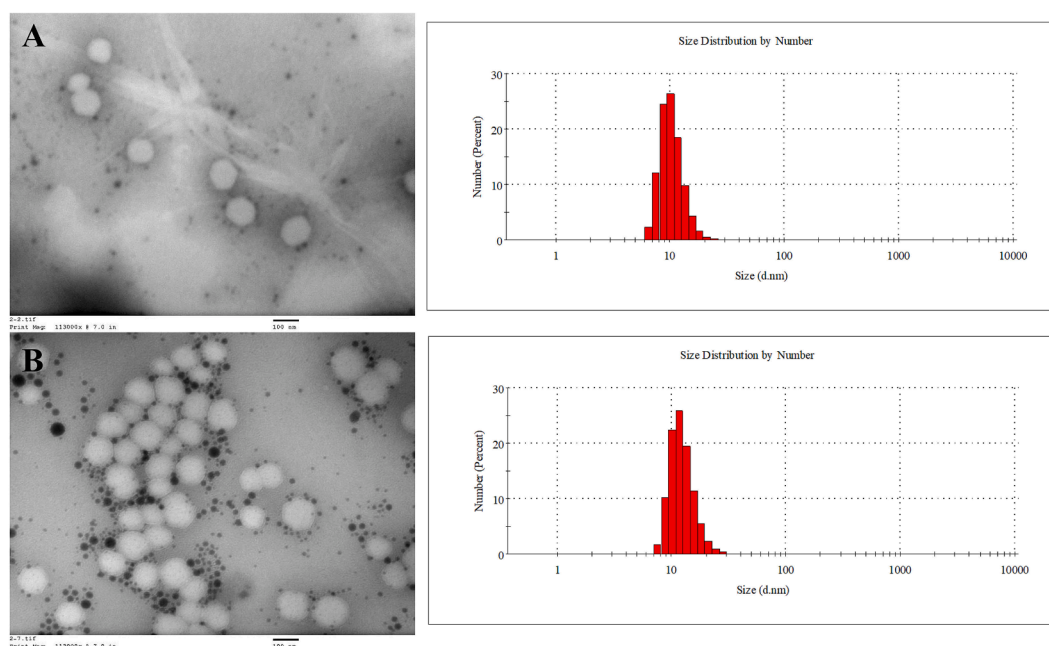 A
2-2.tif
Print Mag: 113000x @ 7.0 in
100 nm
Size Distribution by Number
30
20
10
0
Number (Percent)
1
10
100
1000
10000
Size (d.nm)
B
2-7.tif
Size Distribution by Number
30
20
10
0
Number (Percent)
1
10
100
1000
10000
Size (d.nm)